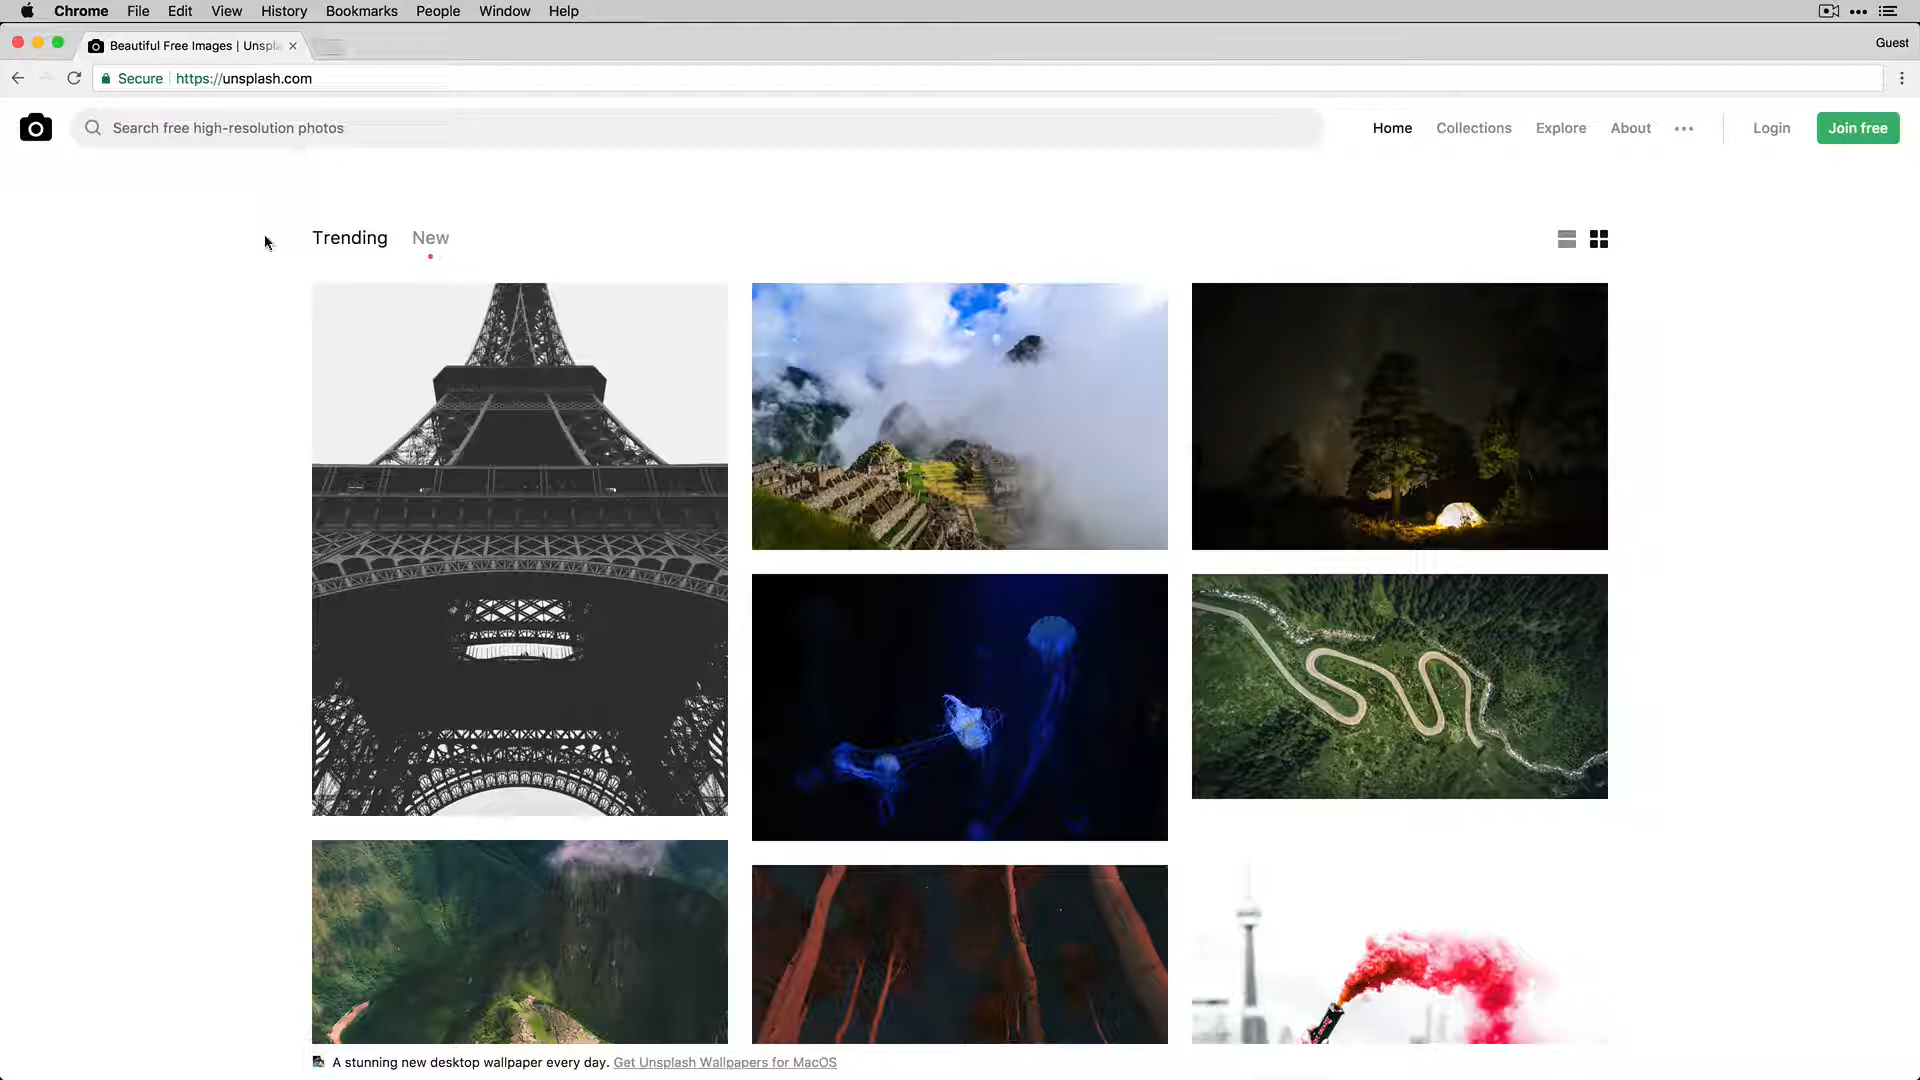 Chrome File Edit View History Bookmarks People Window Help
Beautiful Free Images | Unspla
Guest
Secure https://unsplash.com
Search free high-resolution photos
Home Collections Explore About Login Join free
Trending New
A stunning new desktop wallpaper every day. Get Unsplash Wallpapers for MacOS